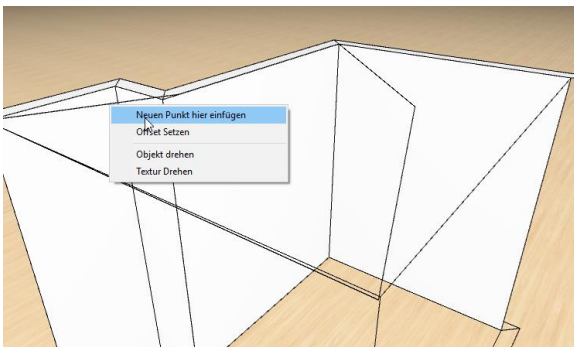 Neuen Punkt hier einfügen
Offset Setzen
Objekt drehen
Textur Drehen